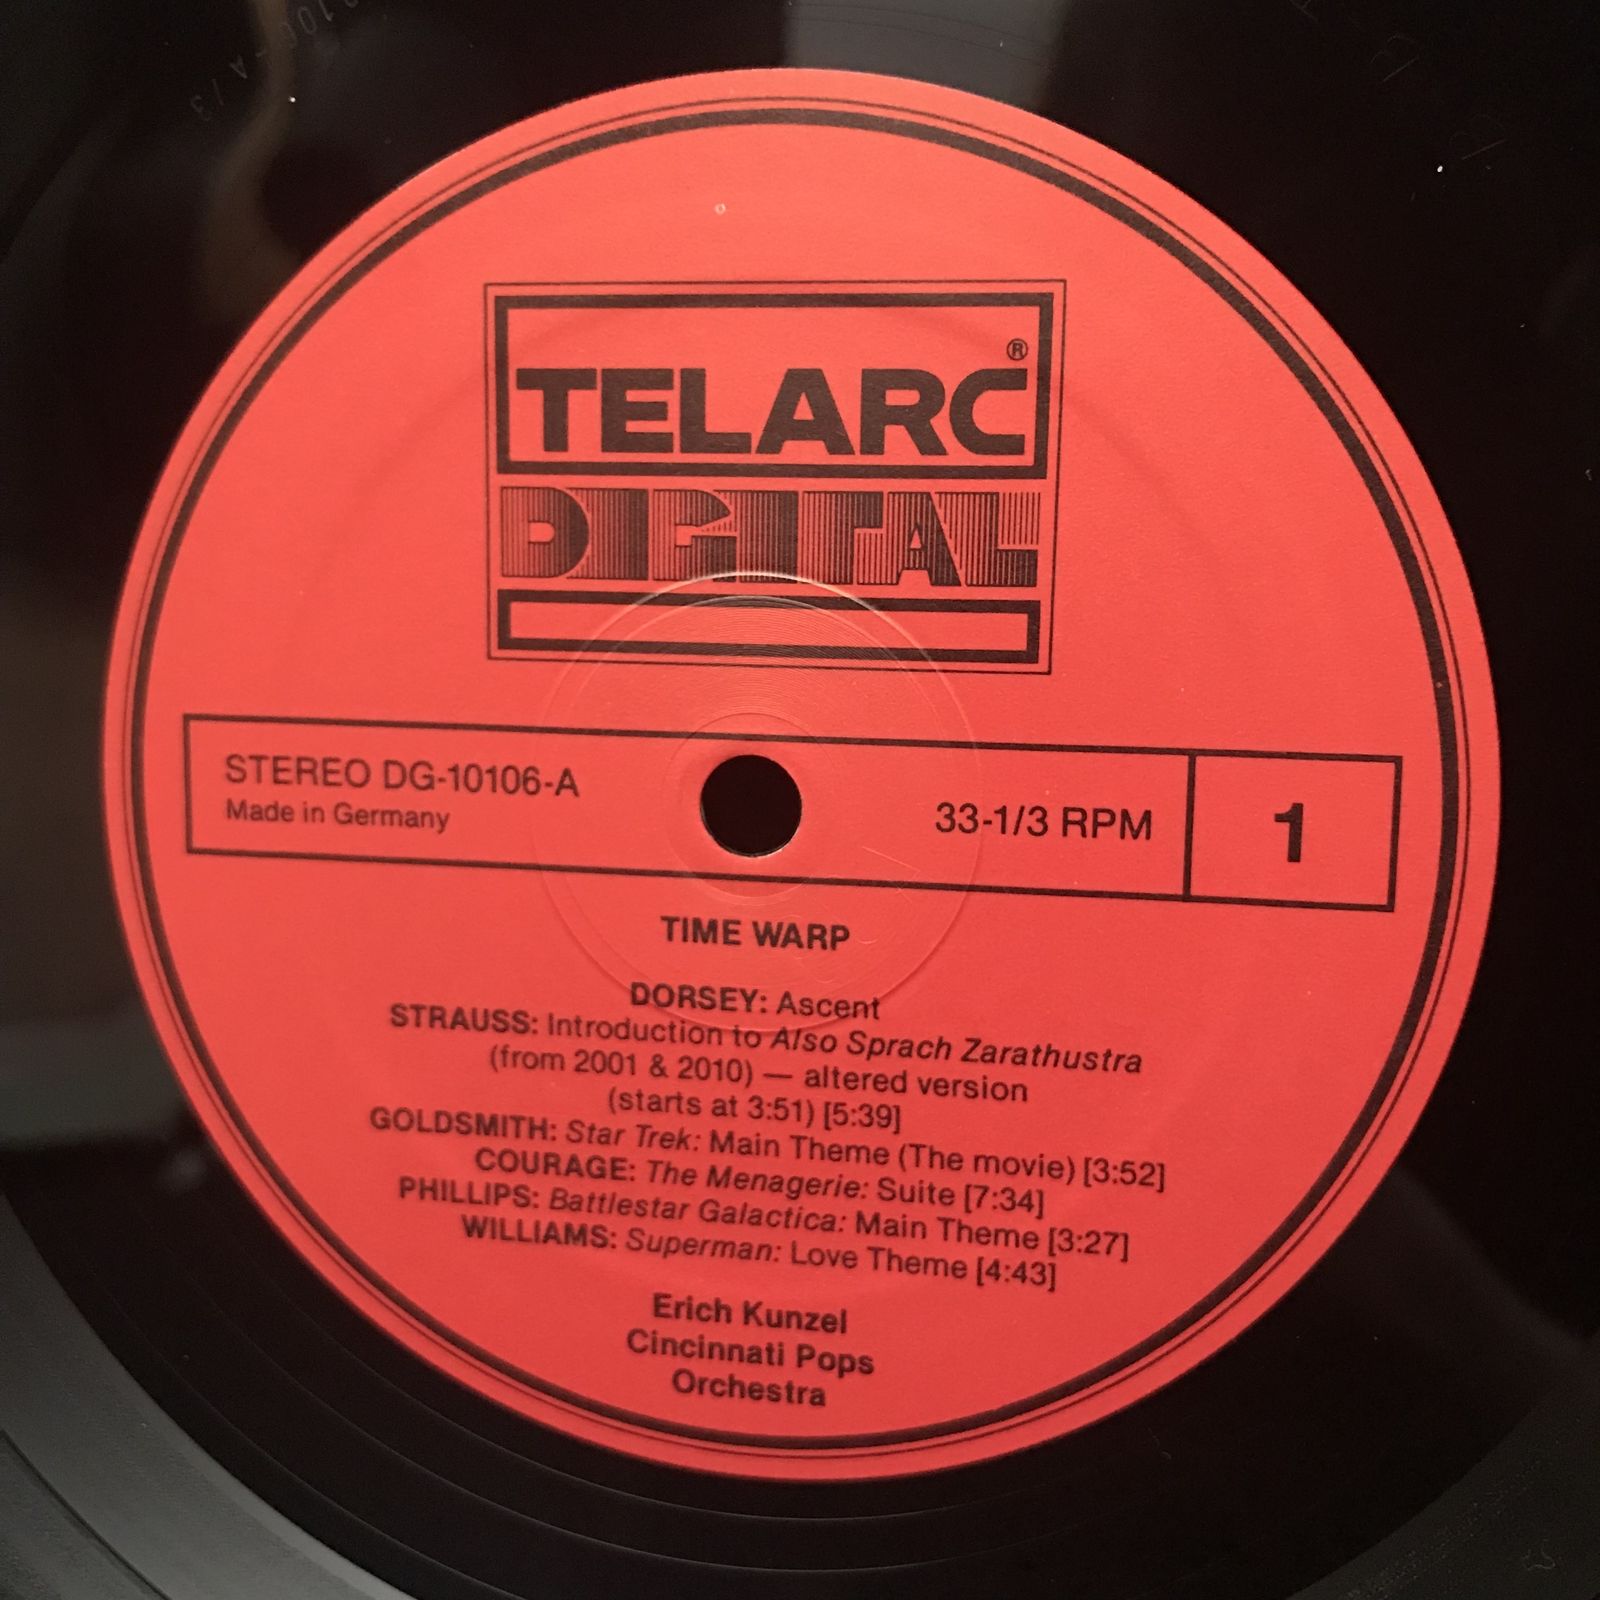 TELARC®
DIGITAL
STEREO DG-10106-A
Made in Germany
33-1/3 RPM
1
TIME WARP
DORSEY: Ascent
STRAUSS: Introduction to Also Sprach Zarathustra
(from 2001 & 2010) — altered version
(starts at 3:51) [5:39]
GOLDSMITH: Star Trek: Main Theme (The movie) [3:52]
COURAGE: The Menagerie: Suite [7:34]
PHILLIPS: Battlestar Galactica: Main Theme [3:27]
WILLIAMS: Superman: Love Theme [4:43]
Erich Kunzel
Cincinnati Pops
Orchestra